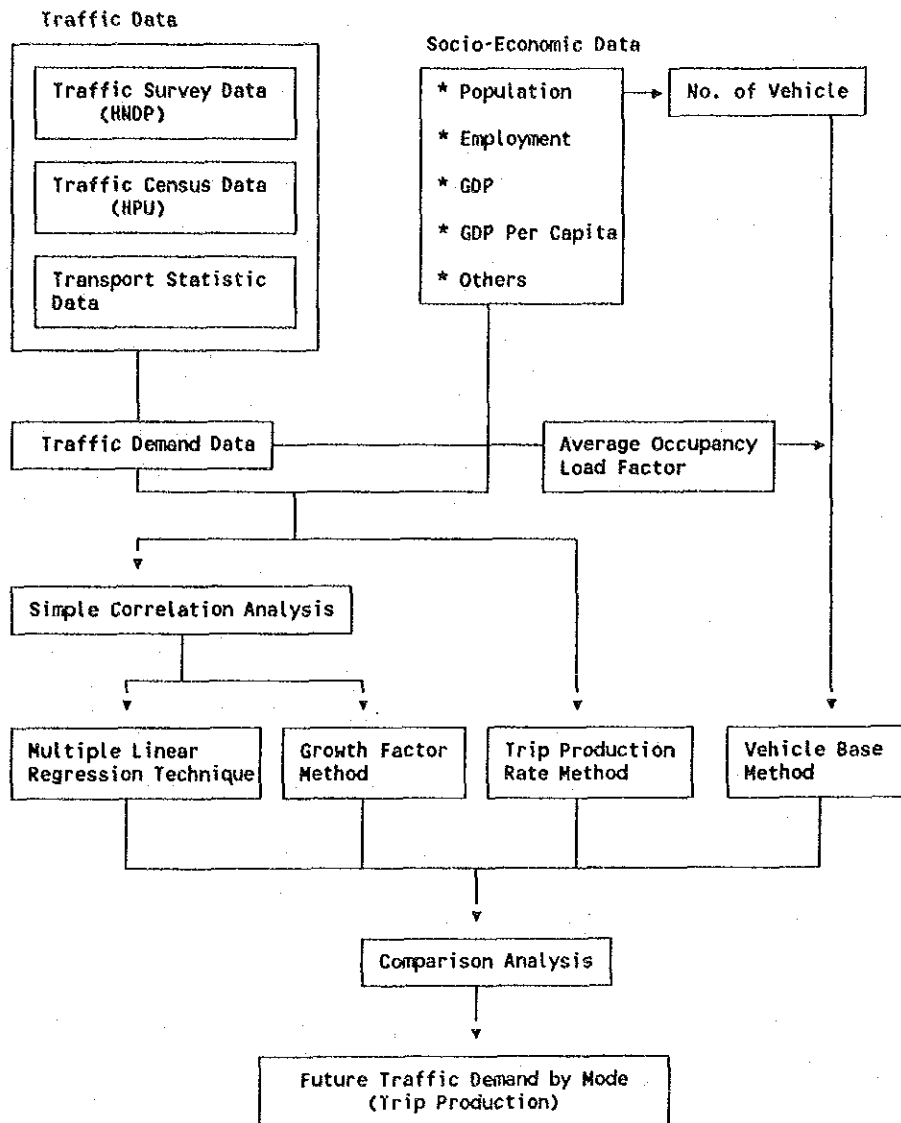 Traffic Data
Socio-Economic Data
Traffic Survey Data
(HNDP)
Traffic Census Data
(HPU)
Transport Statistic
Data
* Population
* Employment
* GDP
* GDP Per Capita
* Others
No. of Vehicle
Traffic Demand Data
Average Occupancy
Load Factor
Simple Correlation Analysis
Multiple Linear
Regression Technique
Growth Factor
Method
Trip Production
Rate Method
Vehicle Base
Method
Comparison Analysis
Future Traffic Demand by Mode
(Trip Production)